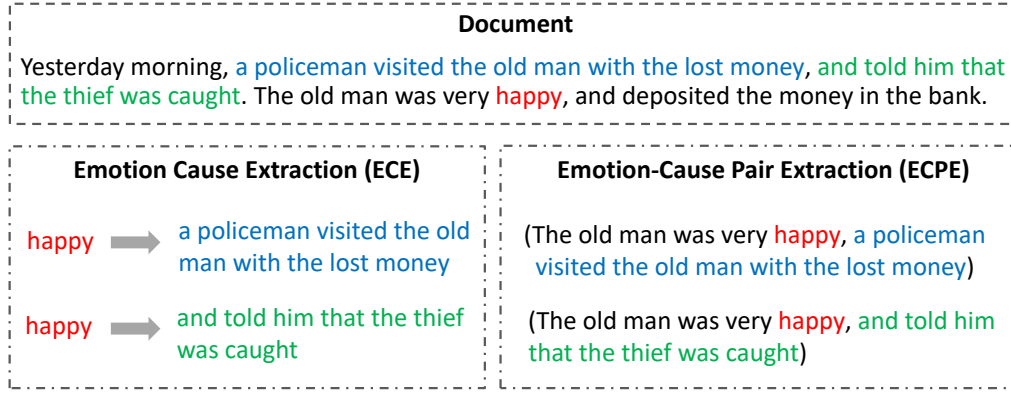 Document
Yesterday morning, a policeman visited the old man with the lost money, and told him that
the thief was caught. The old man was very happy, and deposited the money in the bank.
Emotion Cause Extraction (ECE)
happy
a policeman visited the old
man with the lost money
happy
and told him that the thief
was caught
Emotion-Cause Pair Extraction (ECPE)
(The old man was very happy, a policeman
visited the old man with the lost money)
(The old man was very happy, and told him
that the thief was caught)